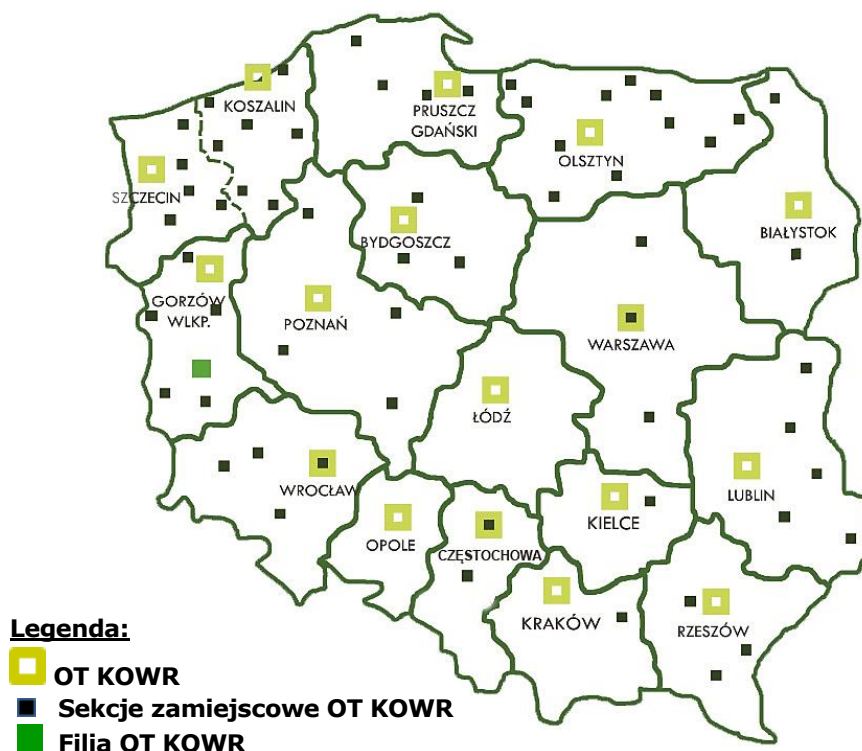 KOSZALIN
PRUSZCZ
GDAŃSKI
OLSZTYN
SZCZECIN
BYDGOSZCZ
BIAŁYSTOK
GORZÓW
WLKP.
POZNAŃ
WARSZAWA
ŁÓDŹ
WROCŁAW
LUBLIN
OPOLE
CZĘSTOCHOWA
KIELCE
KRAKÓW
RZESZÓW
Legenda:
OT KOWR
Sekcje zamiejscowe OT KOWR
Filia OT KOWR